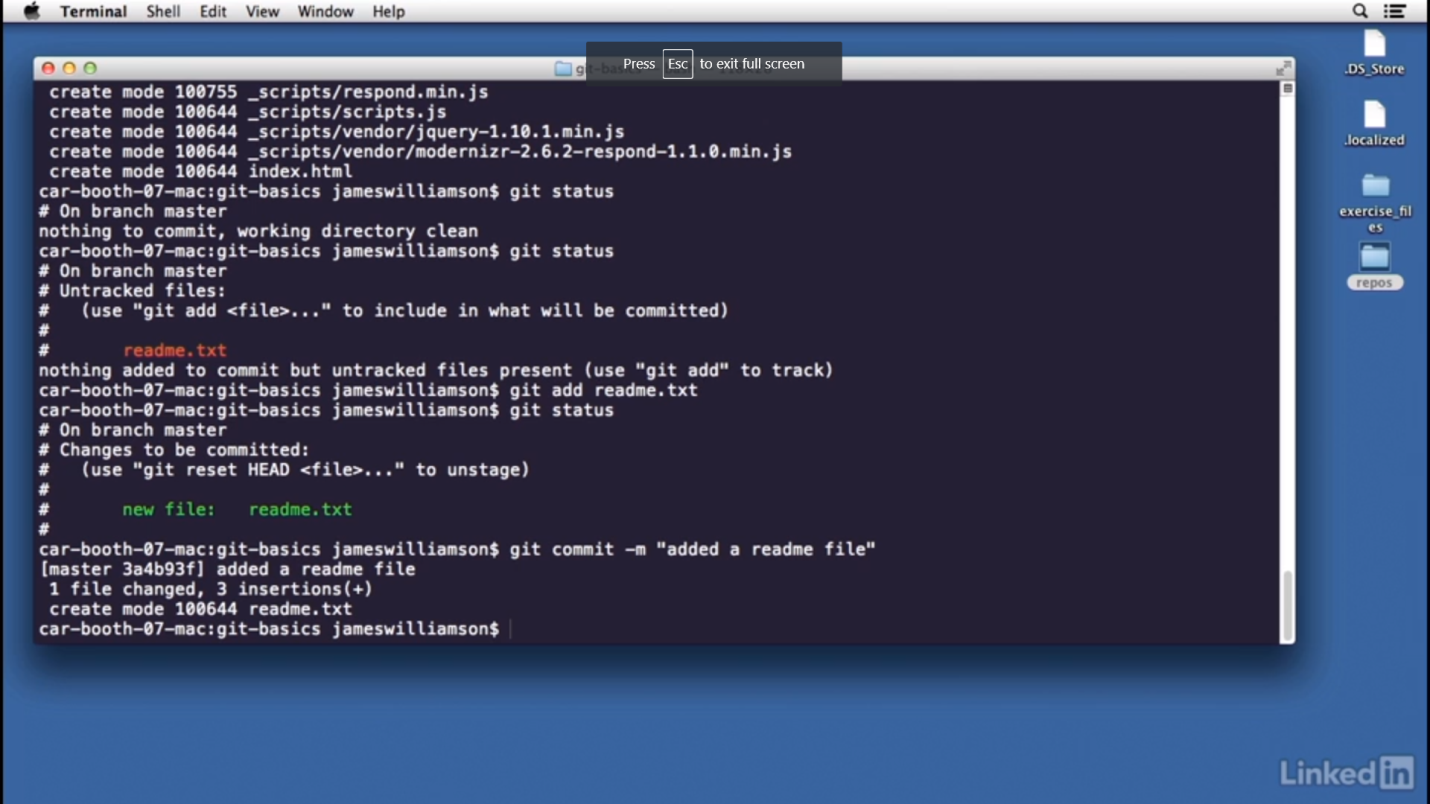 Terminal Shell Edit View Window Help
Press Esc to exit full screen
git-basics
.DS_Store
.localized
exercise_fil
es
repos
create mode 100755 _scripts/respond.min.js
create mode 100644 _scripts/scripts.js
create mode 100644 _scripts/vendor/jquery-1.10.1.min.js
create mode 100644 _scripts/vendor/modernizr-2.6.2-respond-1.1.0.min.js
create mode 100644 index.html
car-booth-07-mac:git-basics jameswilliamson$ git status
# On branch master
nothing to commit, working directory clean
car-booth-07-mac:git-basics jameswilliamson$ git status
# On branch master
# Untracked files:
#   (use "git add <file>..." to include in what will be committed)
#
#       readme.txt
nothing added to commit but untracked files present (use "git add" to track)
car-booth-07-mac:git-basics jameswilliamson$ git add readme.txt
car-booth-07-mac:git-basics jameswilliamson$ git status
# On branch master
# Changes to be committed:
#   (use "git reset HEAD <file>..." to unstage)
#
#       new file:   readme.txt
#
car-booth-07-mac:git-basics jameswilliamson$ git commit -m "added a readme file"
[master 3a4b93f] added a readme file
1 file changed, 3 insertions(+)
create mode 100644 readme.txt
car-booth-07-mac:git-basics jameswilliamson$
LinkedIn